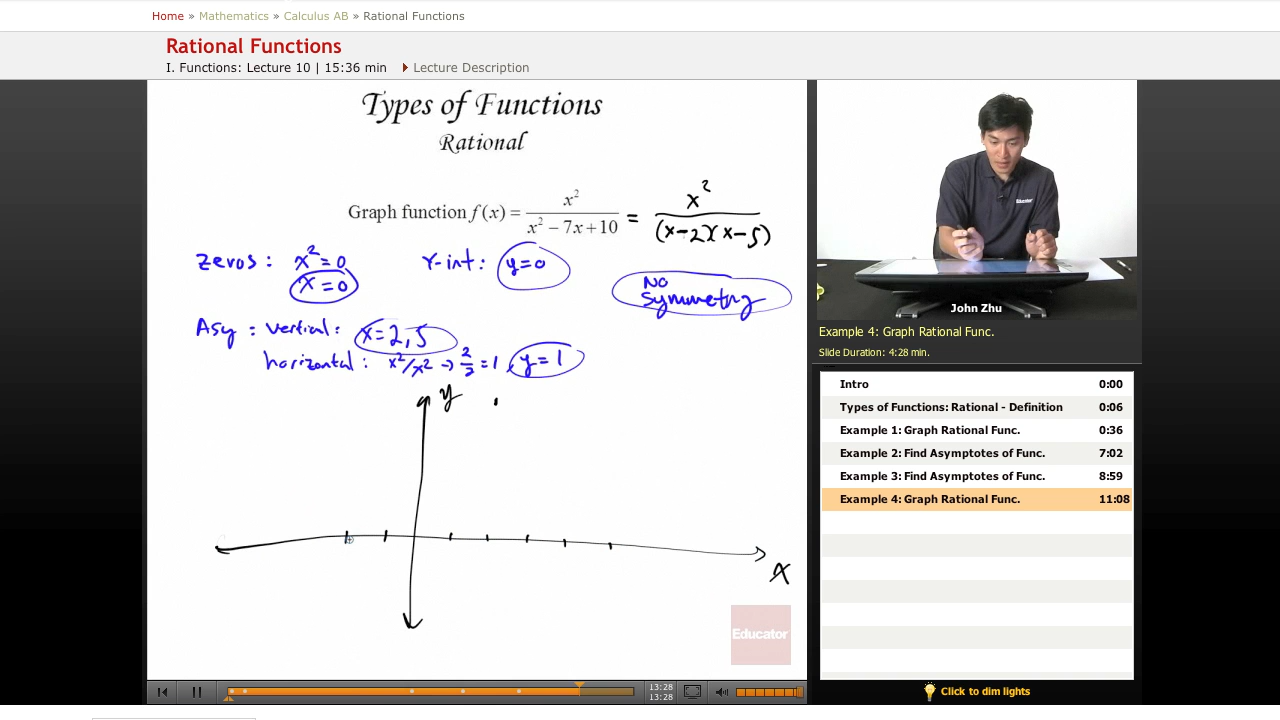 Home » Mathematics » Calculus AB » Rational Functions
Rational Functions
I. Functions: Lecture 10 | 15:36 min Lecture Description
Types of Functions
Rational
Graph function f(x) = x² / x² − 7x + 10 = x² / (x-2)(x-5)
Zeros: x² = 0
x = 0
Y-int: y=0
No
Symmetry
Asy: vertical: x = 2,5
horizontal: x²/x² → 2/2 = 1, y = 1
y
x
Educator
13:28
13:28
Educator
John Zhu
Example 4: Graph Rational Func.
Slide Duration: 4:28 min.
Intro 0:00
Types of Functions: Rational - Definition 0:06
Example 1: Graph Rational Func. 0:36
Example 2: Find Asymptotes of Func. 7:02
Example 3: Find Asymptotes of Func. 8:59
Example 4: Graph Rational Func. 11:08
Click to dim lights